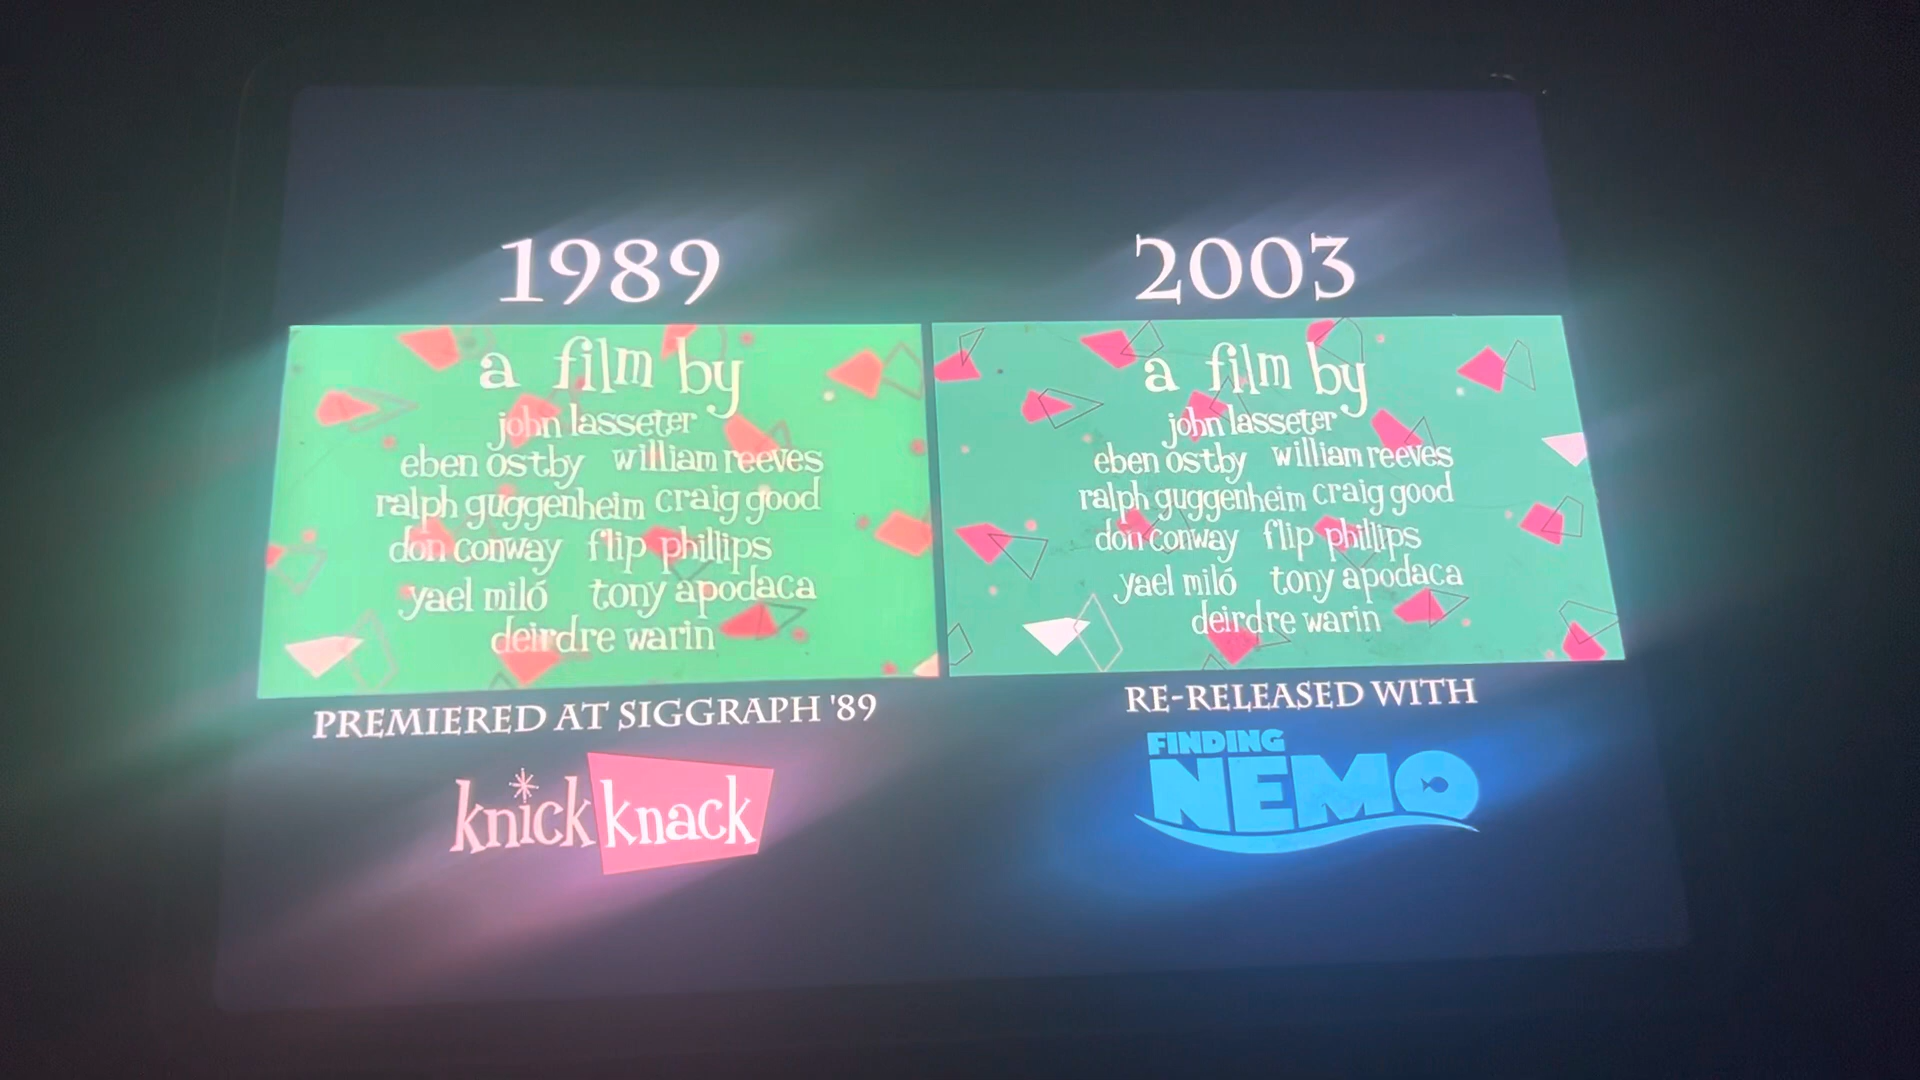 1989
a film by
john lasseter
eben ostby william reeves
ralph guggenheim craig good
don conway flip phillips
yael miló tony apodaca
deirdre warin
PREMIERED AT SIGGRAPH '89
knick knack
2003
a film by
john lasseter
eben ostby william reeves
ralph guggenheim craig good
don conway flip phillips
yael miló tony apodaca
deirdre warin
RE-RELEASED WITH
FINDING
NEMO